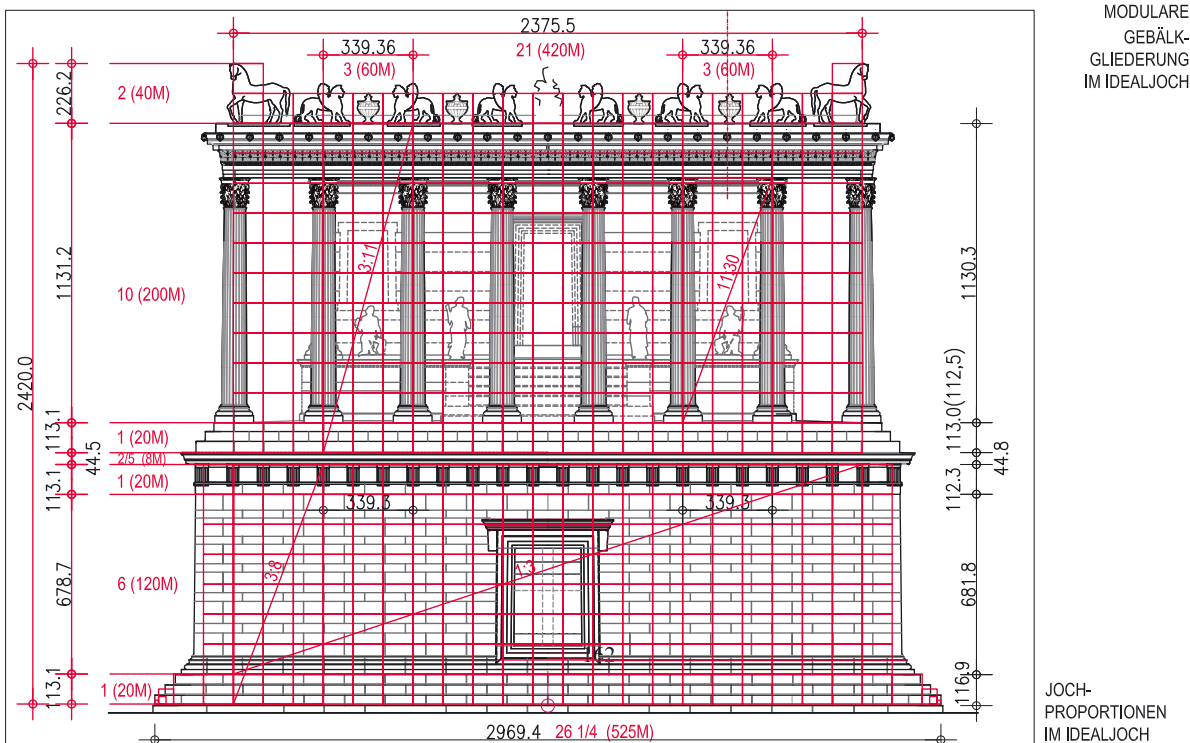 MODULARE
GEBÄLK-
GLIEDERUNG
IM IDEALJOCH
2375.5
339.36
21 (420M)
339.36
3 (60M)
3 (60M)
226.2
2 (40M)
1131.2
10 (200M)
3:11
11:30
1130.3
2420.0
113.1
1 (20M)
113.0(112,5)
44.5
2/5 (8M)
44.8
113.1
1 (20M)
112.3
339.3
339.3
678.7
6 (120M)
3:8
1:3
681.8
113.1
1 (20M)
116.9
2969.4
26 1/4 (525M)
JOCH-
PROPORTIONEN
IM IDEALJOCH